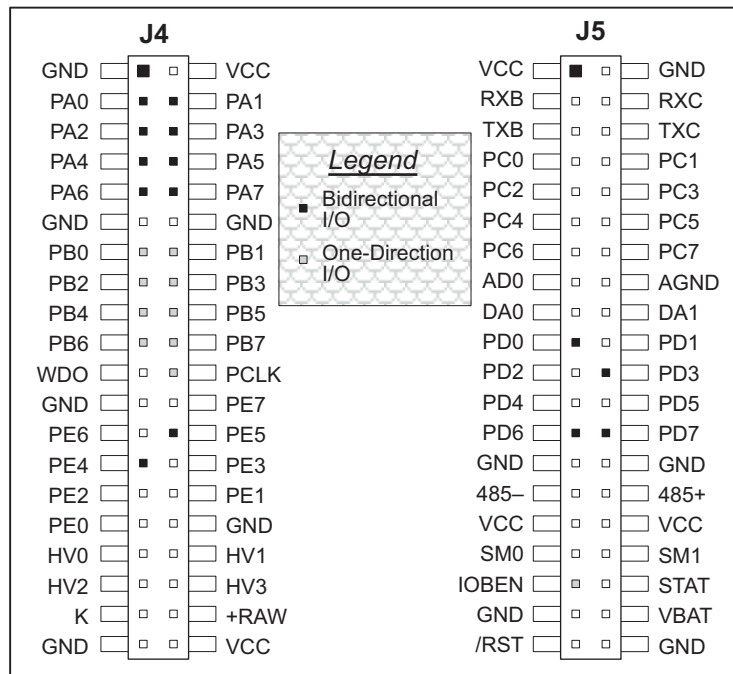 J4
J5
GND VCC
PA0 PA1
PA2 PA3
PA4 PA5
PA6 PA7
GND GND
PB0 PB1
PB2 PB3
PB4 PB5
PB6 PB7
WDO PCLK
GND PE7
PE6 PE5
PE4 PE3
PE2 PE1
PE0 GND
HV0 HV1
HV2 HV3
K +RAW
GND VCC
Legend
Bidirectional
I/O
One-Direction
I/O
VCC GND
RXB RXC
TXB TXC
PC0 PC1
PC2 PC3
PC4 PC5
PC6 PC7
AD0 AGND
DA0 DA1
PD0 PD1
PD2 PD3
PD4 PD5
PD6 PD7
GND GND
485– 485+
VCC VCC
SM0 SM1
IOBEN STAT
GND VBAT
/RST GND